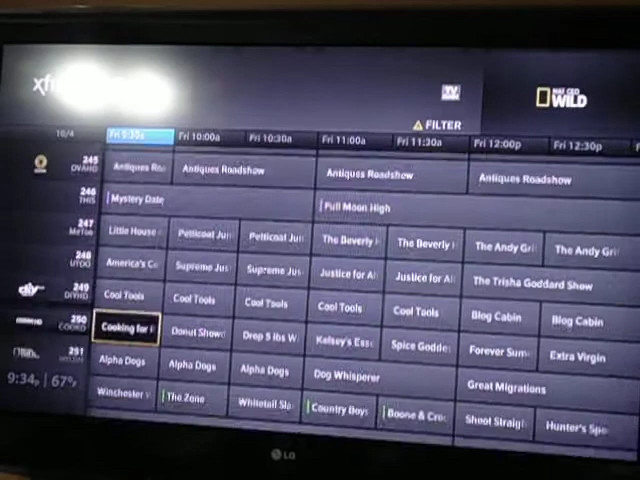 xfi
TV
NAT GEO
WILD
FILTER
10/4 Fri 9:30a Fri 10:00a Fri 10:30a Fri 11:00a Fri 11:30a Fri 12:00p Fri 12:30p
245 Antiques Roa Antiques Roadshow Antiques Roadshow Antiques Roadshow
246 THIS Mystery Date Full Moon High
247 MeToo Little House Petticoat Jun Petticoat Jun The Beverly H The Beverly H The Andy Gri The Andy Gri
248 UTOO America's Co Supreme Jus Supreme Jus Justice for Al Justice for Al The Trisha Goddard Show
diy 249 DIYHD Cool Tools Cool Tools Cool Tools Cool Tools Cool Tools Blog Cabin Blog Cabin
250 COOKD Cooking for Donut Showd Drop 5 lbs W Kelsey's Esse Spice Goddes Forever Sum Extra Virgin
251 Alpha Dogs Alpha Dogs Alpha Dogs Dog Whisperer Great Migrations
9:34p | 67° Winchester The Zone Whitetail Sla Country Boys Boone & Cro Shoot Straigh Hunter's Spe
LG